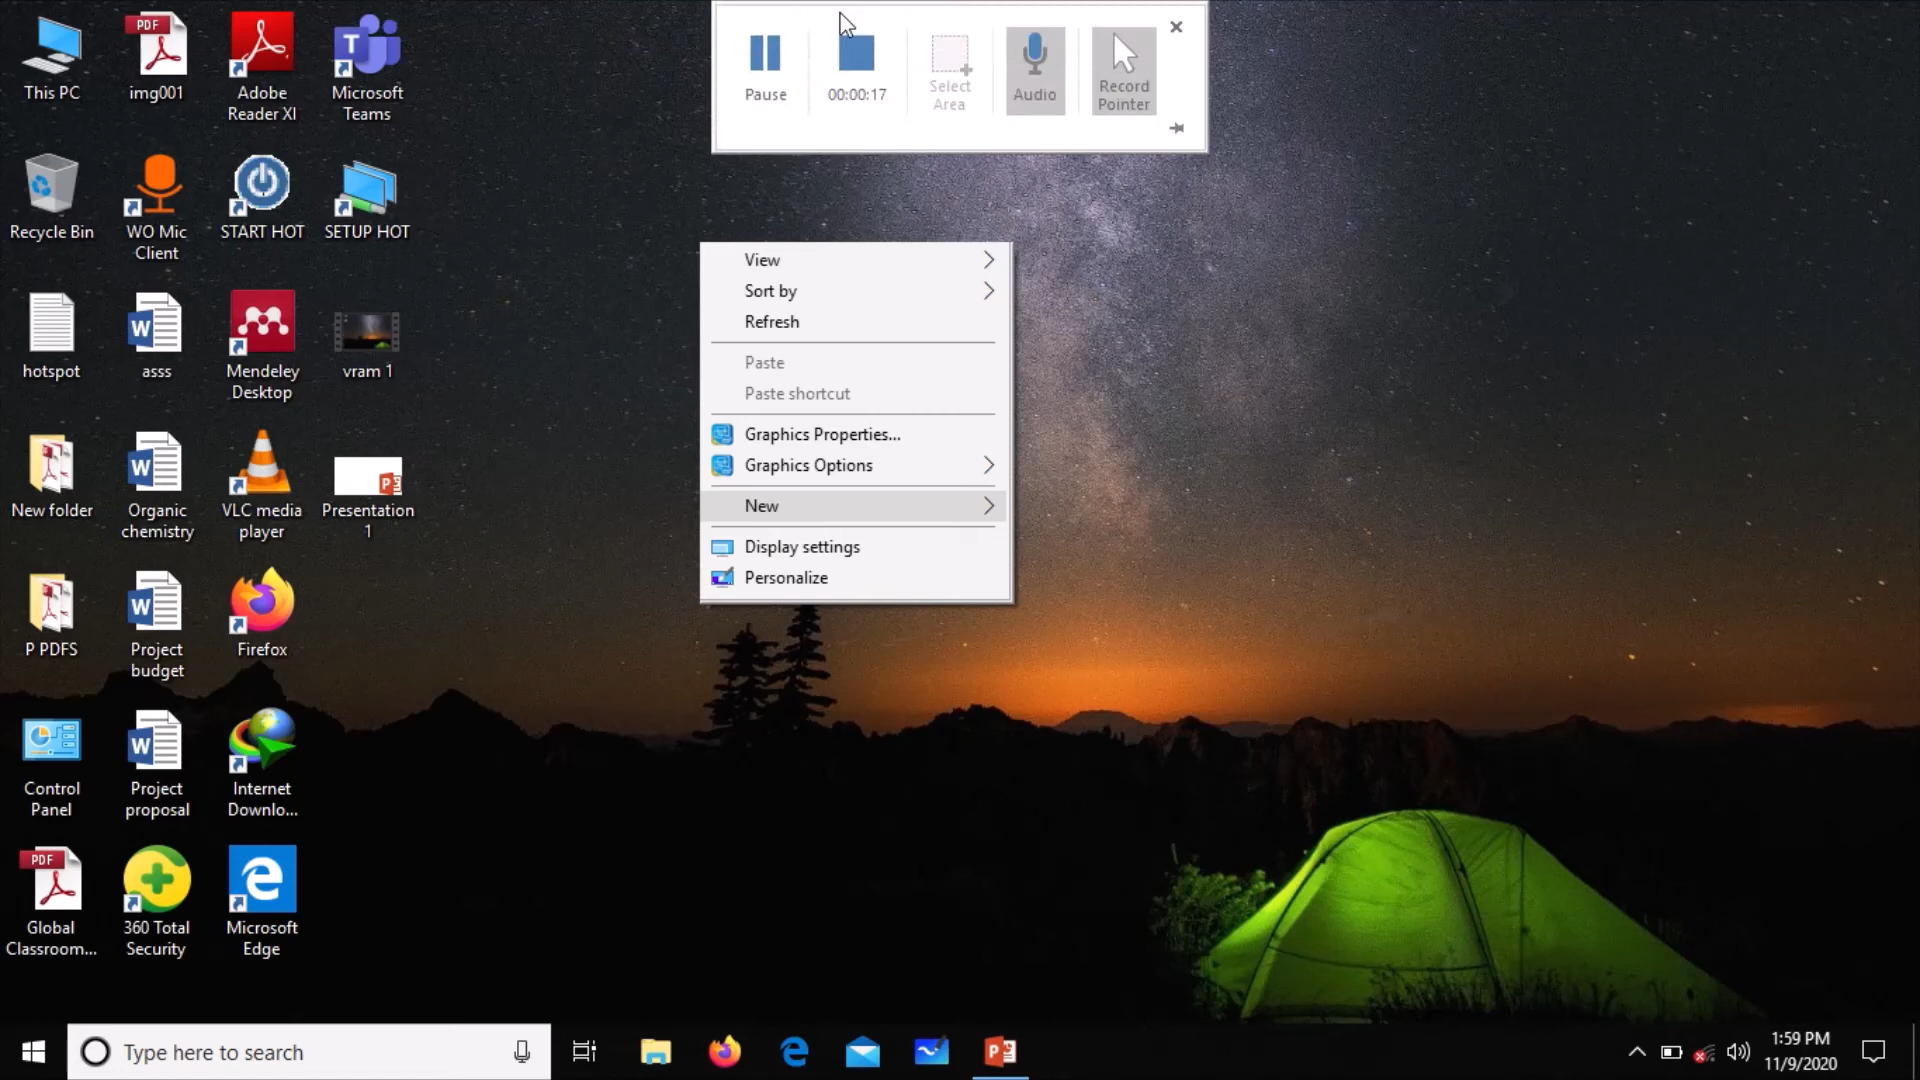 Pause
00:00:17
Select
Area
Audio
Record
Pointer
This PC
PDF
img001
Adobe
Reader XI
T
Microsoft
Teams
Recycle Bin
WO Mic
Client
START HOT
SETUP HOT
hotspot
W
asss
Mendeley
Desktop
vram 1
New folder
W
Organic
chemistry
VLC media
player
P
Presentation
1
P PDFS
W
Project
budget
Firefox
Control
Panel
W
Project
proposal
Internet
Downlo...
PDF
Global
Classroom...
360 Total
Security
Microsoft
Edge
View
Sort by
Refresh
Paste
Paste shortcut
Graphics Properties...
Graphics Options
New
Display settings
Personalize
Type here to search
P
1:59 PM
11/9/2020